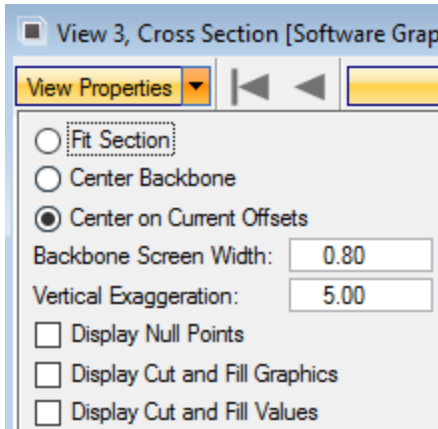 View 3, Cross Section [Software Grap
View Properties
Fit Section
Center Backbone
Center on Current Offsets
Backbone Screen Width: 0.80
Vertical Exaggeration: 5.00
Display Null Points
Display Cut and Fill Graphics
Display Cut and Fill Values